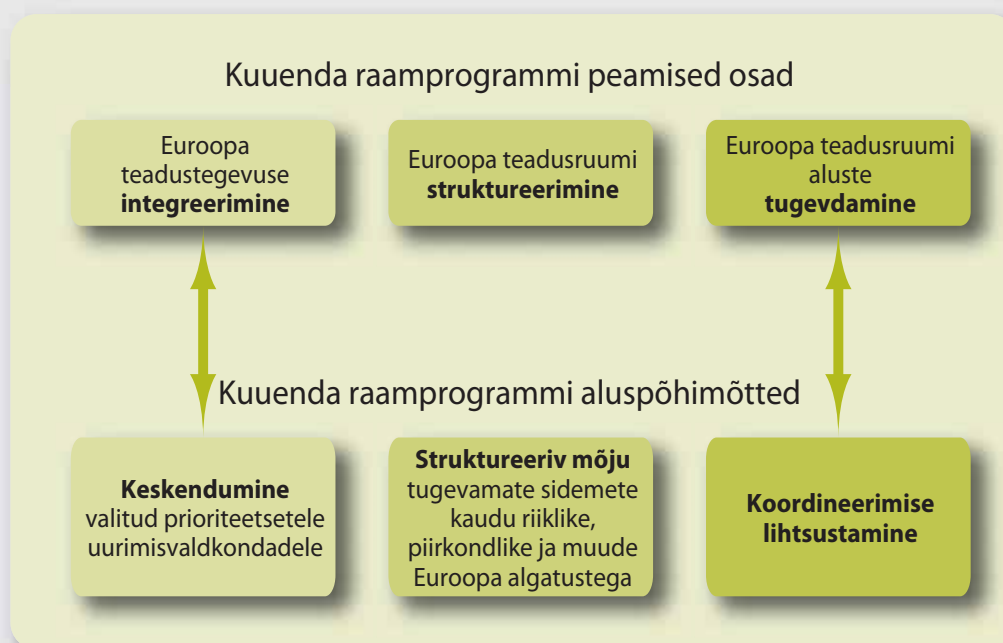 Kuuenda raamprogrammi peamised osad
Euroopa
teadustegevuse
integreerimine
Euroopa teadusruumi
struktureerimine
Euroopa teadusruumi
aluste
tugevdamine
Kuuenda raamprogrammi aluspõhimõtted
Keskendumine
valitud prioriteetsetele
uurimisvaldkondadele
Struktureeriv mõju
tugevamate sidemete
kaudu riiklike,
piirkondlike ja muude
Euroopa algatustega
Koordineerimise
lihtsustamine